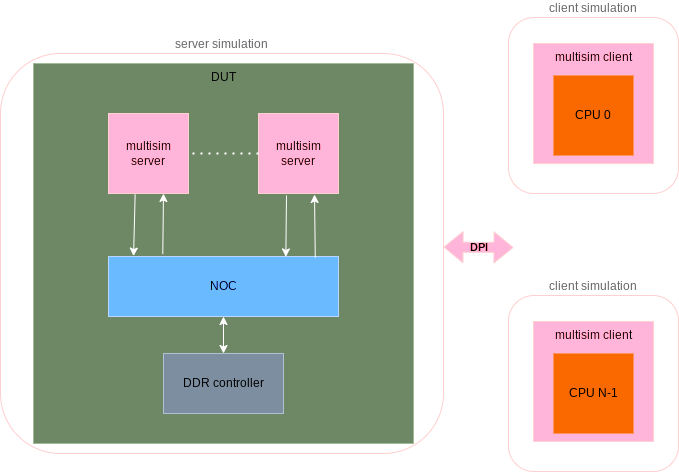 server simulation
DUT
multisim
server
multisim
server
NOC
DDR controller
DPI
client simulation
multisim client
CPU 0
client simulation
multisim client
CPU N-1